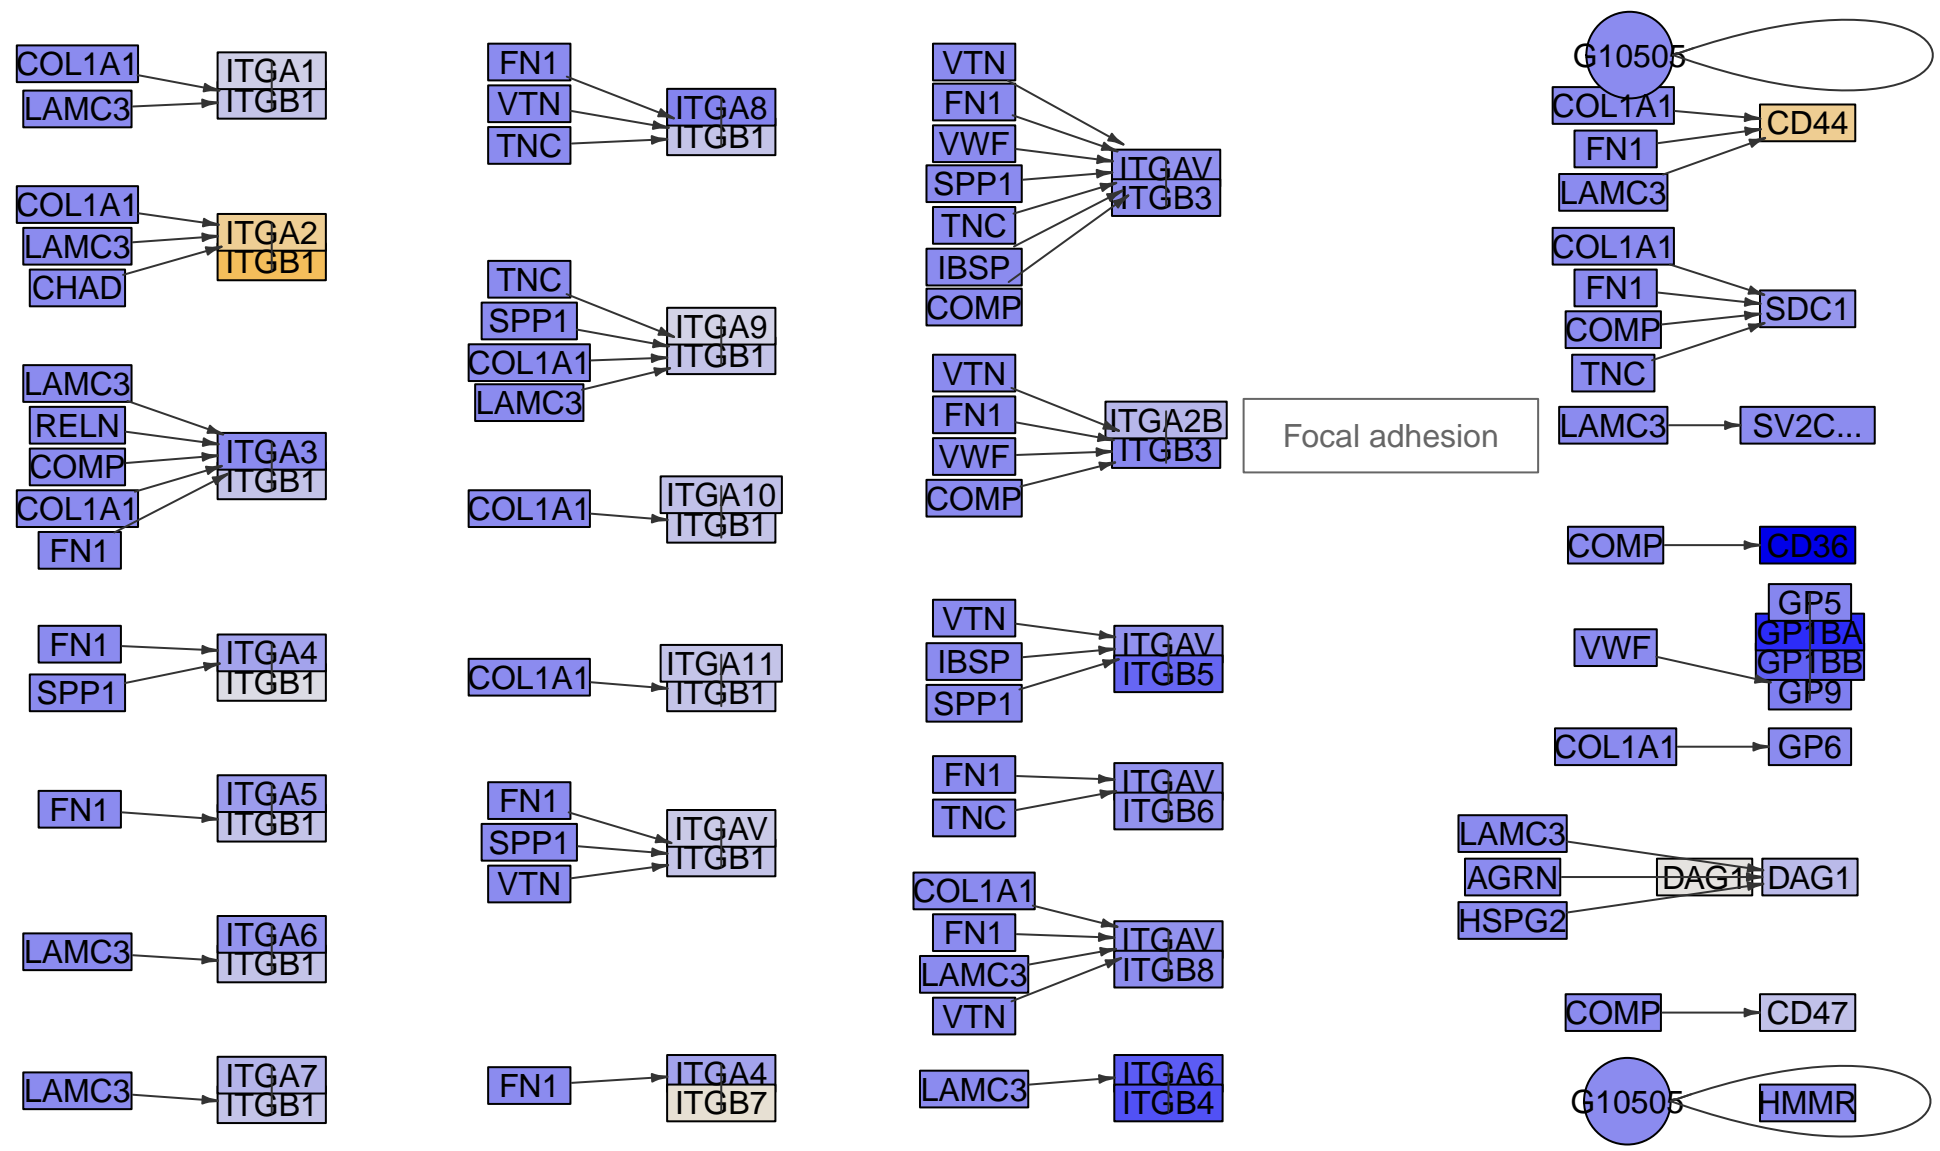 COL1A1
LAMC3
ITGA1
ITGB1
COL1A1
LAMC3
CHAD
ITGA2
ITGB1
LAMC3
RELN
COMP
COL1A1
FN1
ITGA3
ITGB1
FN1
SPP1
ITGA4
ITGB1
FN1
ITGA5
ITGB1
LAMC3
ITGA6
ITGB1
LAMC3
ITGA7
ITGB1
FN1
VTN
TNC
ITGA8
ITGB1
TNC
SPP1
COL1A1
LAMC3
ITGA9
ITGB1
COL1A1
ITGA10
ITGB1
COL1A1
ITGA11
ITGB1
FN1
SPP1
VTN
ITGAV
ITGB1
FN1
ITGA4
ITGB7
VTN
FN1
VWF
SPP1
TNC
IBSP
COMP
ITGAV
ITGB3
VTN
FN1
VWF
COMP
ITGA2B
ITGB3
Focal adhesion
VTN
IBSP
SPP1
ITGAV
ITGB5
FN1
TNC
ITGAV
ITGB6
COL1A1
FN1
LAMC3
VTN
ITGAV
ITGB8
LAMC3
ITGA6
ITGB4
G10505
COL1A1
FN1
LAMC3
CD44
COL1A1
FN1
COMP
TNC
SDC1
LAMC3
SV2C...
COMP
CD36
VWF
GP5
GP1BA
GP1BB
GP9
COL1A1
GP6
LAMC3
AGRN
HSPG2
DAG1
DAG1
COMP
CD47
G10505
HMMR